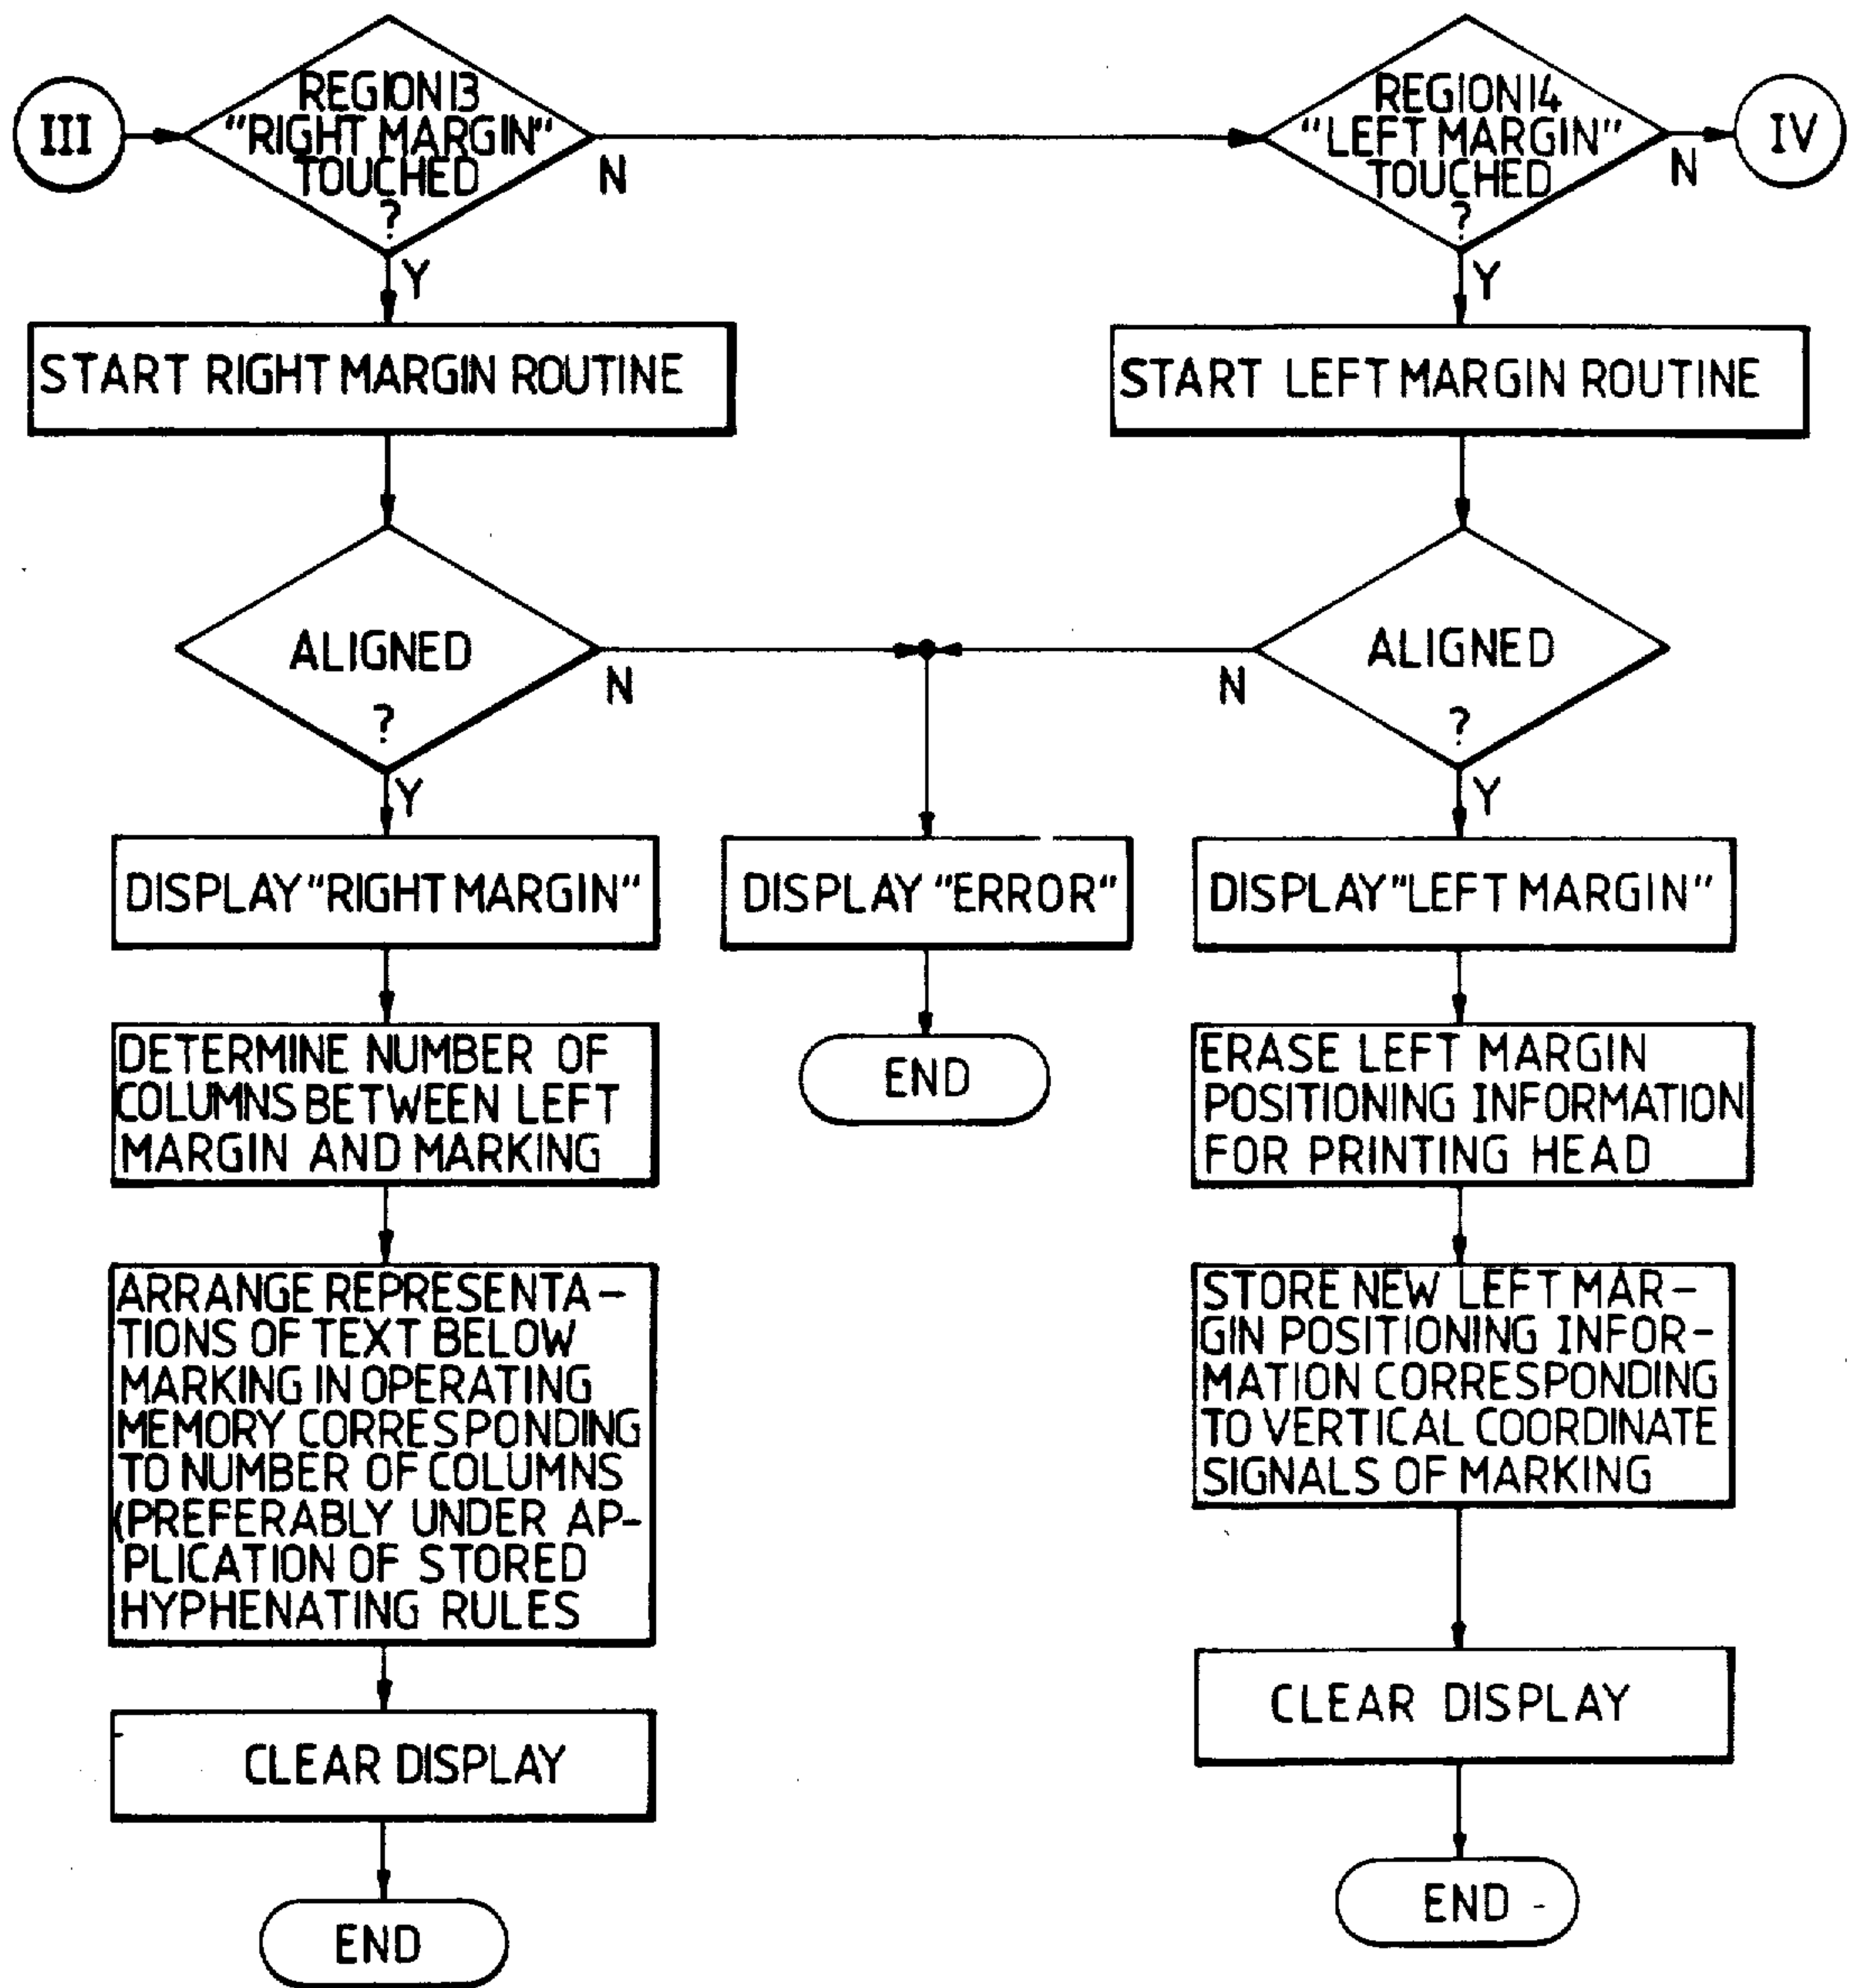 III
REGION 13
"RIGHT MARGIN"
TOUCHED
?
N
Y
REGION 14
"LEFT MARGIN"
TOUCHED
?
N
Y
IV
START RIGHT MARGIN ROUTINE
START LEFT MARGIN ROUTINE
ALIGNED
?
N
Y
ALIGNED
?
N
Y
DISPLAY "RIGHT MARGIN"
DISPLAY "ERROR"
DISPLAY "LEFT MARGIN"
DETERMINE NUMBER OF
COLUMNS BETWEEN LEFT
MARGIN AND MARKING
END
ERASE LEFT MARGIN
POSITIONING INFORMATION
FOR PRINTING HEAD
ARRANGE REPRESENTA-
TIONS OF TEXT BELOW
MARKING IN OPERATING
MEMORY CORRESPONDING
TO NUMBER OF COLUMNS
(PREFERABLY UNDER AP-
PLICATION OF STORED
HYPHENATING RULES
STORE NEW LEFT MAR-
GIN POSITIONING INFOR-
MATION CORRESPONDING
TO VERTICAL COORDINATE
SIGNALS OF MARKING
CLEAR DISPLAY
CLEAR DISPLAY
END
END